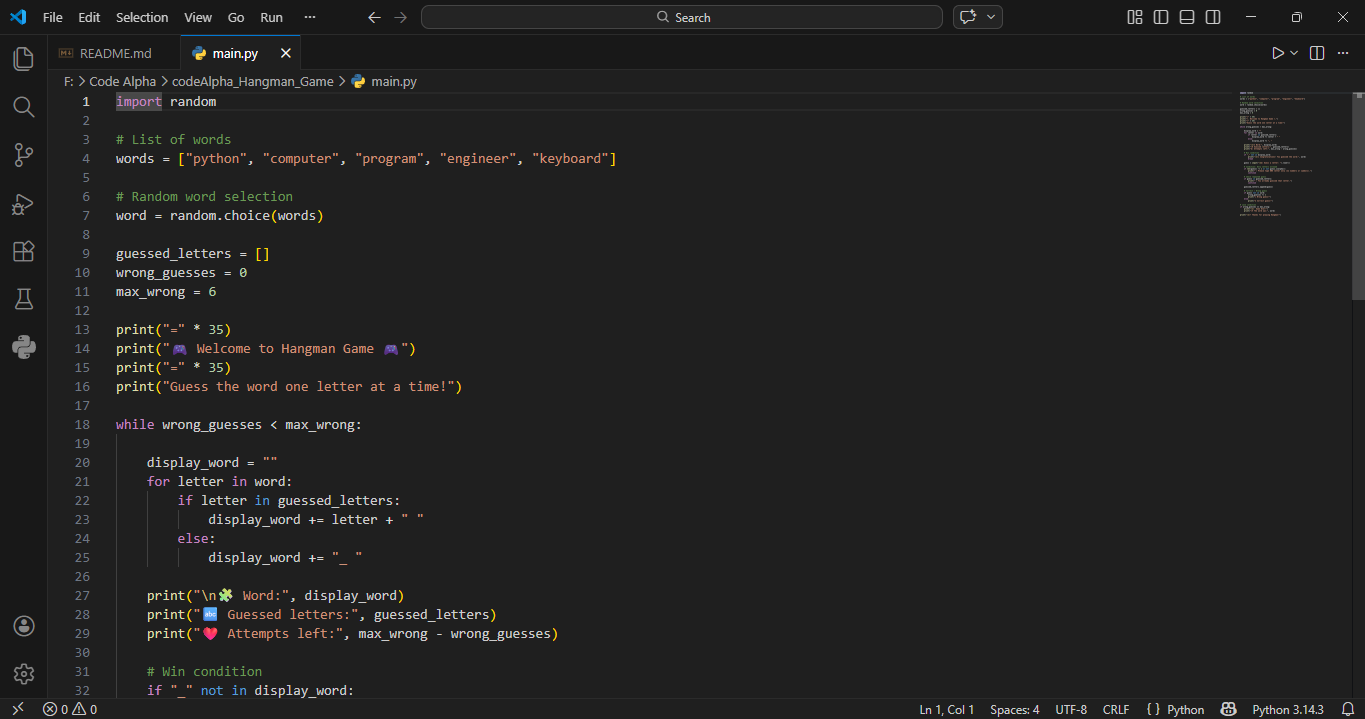 File Edit Selection View Go Run ··· Search
README.md main.py
F: > Code Alpha > codeAlpha_Hangman_Game > main.py
1 import random
2
3 # List of words
4 words = ["python", "computer", "program", "engineer", "keyboard"]
5
6 # Random word selection
7 word = random.choice(words)
8
9 guessed_letters = []
10 wrong_guesses = 0
11 max_wrong = 6
12
13 print("=" * 35)
14 print("🎮 Welcome to Hangman Game 🎮")
15 print("=" * 35)
16 print("Guess the word one letter at a time!")
17
18 while wrong_guesses < max_wrong:
19
20     display_word = ""
21     for letter in word:
22         if letter in guessed_letters:
23             display_word += letter + " "
24         else:
25             display_word += "_ "
26
27     print("\n🧩 Word:", display_word)
28     print("🔤 Guessed letters:", guessed_letters)
29     print("❤️ Attempts left:", max_wrong - wrong_guesses)
30
31     # Win condition
32     if "_" not in display_word:
0 0 Ln 1, Col 1 Spaces: 4 UTF-8 CRLF {} Python Python 3.14.3